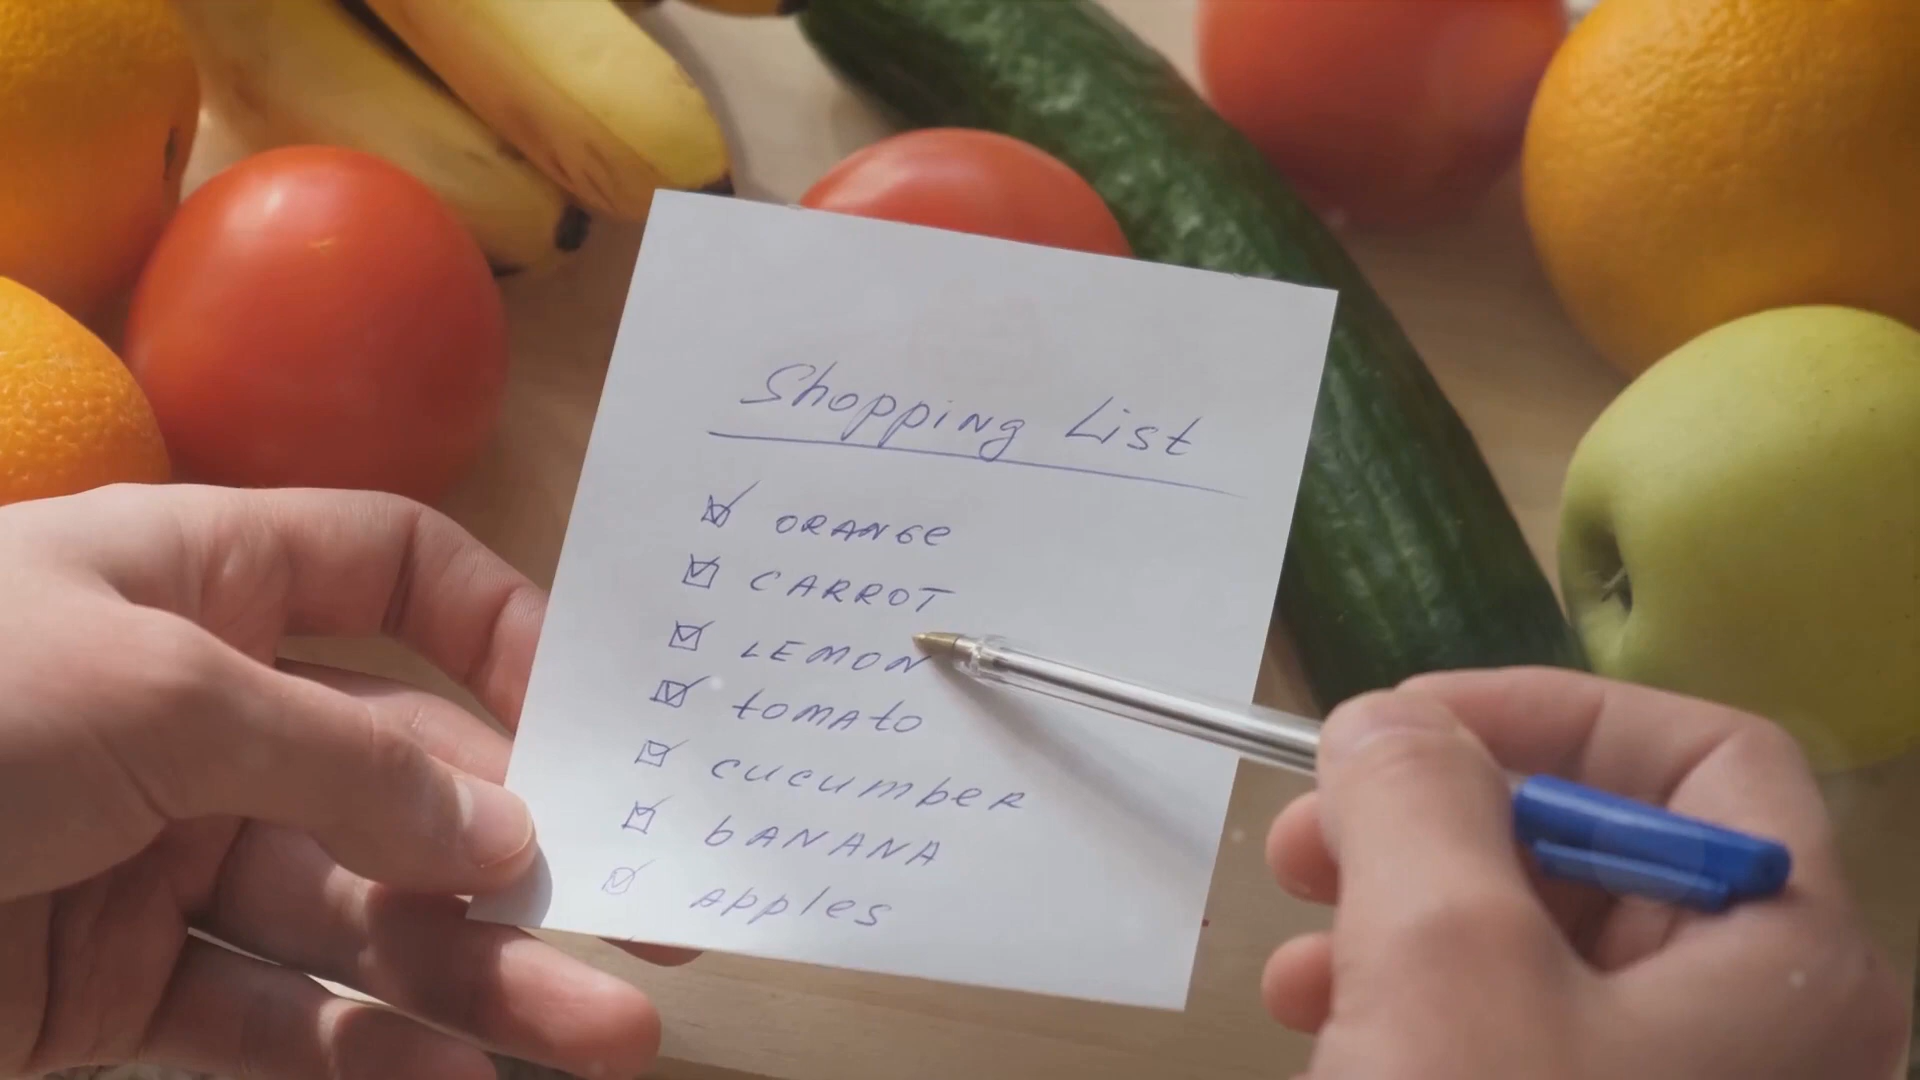 Shopping List
ORANGe
CARROT
LEMON
tomato
cucumbeR
bANANA
Apples